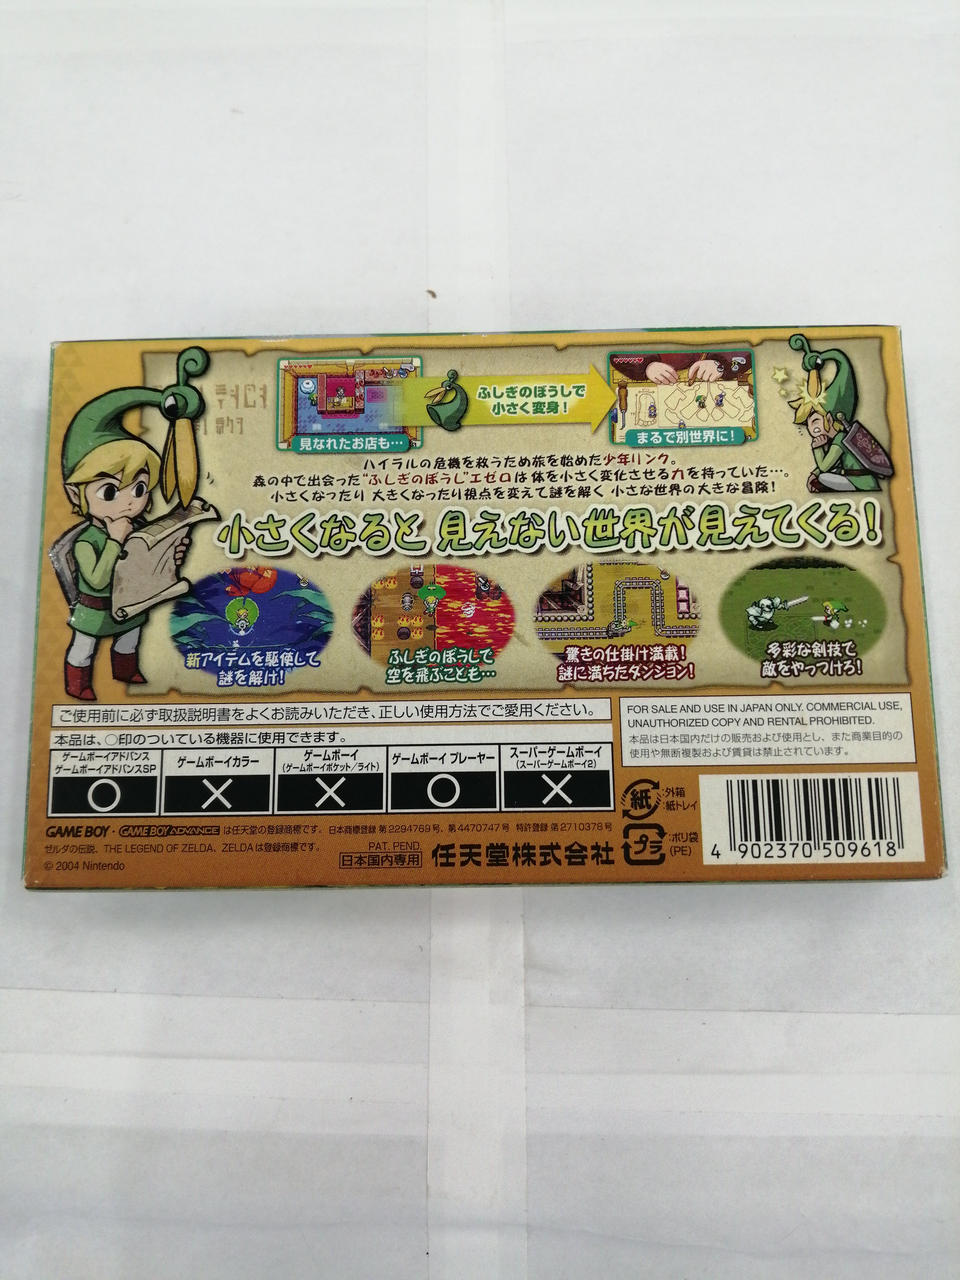 ふしぎのぼうしで
小さく変身!
見なれたお店も…
まるで別世界に!
ハイラルの危機を救うため旅を始めた少年リンク。
森の中で出会った"ふしぎのぼうし"エゼロは体を小さく変化させる力を持っていた…。
小さくなったり 大きくなったり視点を変えて謎を解く 小さな世界の大きな冒険!
小さくなると 見えない世界が見えてくる!
新アイテムを駆使して
謎を解け!
ふしぎのぼうしで
空を飛ぶことも…
驚きの仕掛け満載!
謎に満ちたダンジョン!
多彩な剣技で
敵をやっつけろ!
ご使用前に必ず取扱説明書をよくお読みいただき、正しい使用方法でご愛用ください。
本品は、○印のついている機器に使用できます。
ゲームボーイアドバンス
ゲームボーイアドバンスSP
○
ゲームボーイカラー
×
ゲームボーイ
(ゲームボーイポケット/ライト)
×
ゲームボーイ プレーヤー
○
スーパーゲームボーイ
(スーパーゲームボーイ2)
×
FOR SALE AND USE IN JAPAN ONLY. COMMERCIAL USE,
UNAUTHORIZED COPY AND RENTAL PROHIBITED.
本品は日本国内だけの販売および使用とし、また商業目的の
使用や無断複製および賃貸は禁止されています。
GAME BOY・GAME BOY ADVANCE は任天堂の登録商標です。日本商標登録 第2294769号、第4470747号 特許登録 第2710378号
ゼルダの伝説、THE LEGEND OF ZELDA、ZELDAは登録商標です。
© 2004 Nintendo
PAT. PEND.
日本国内専用
任天堂株式会社
紙
:外箱
:紙トレイ
プラ
:ポリ袋
(PE)
4 902370 509618